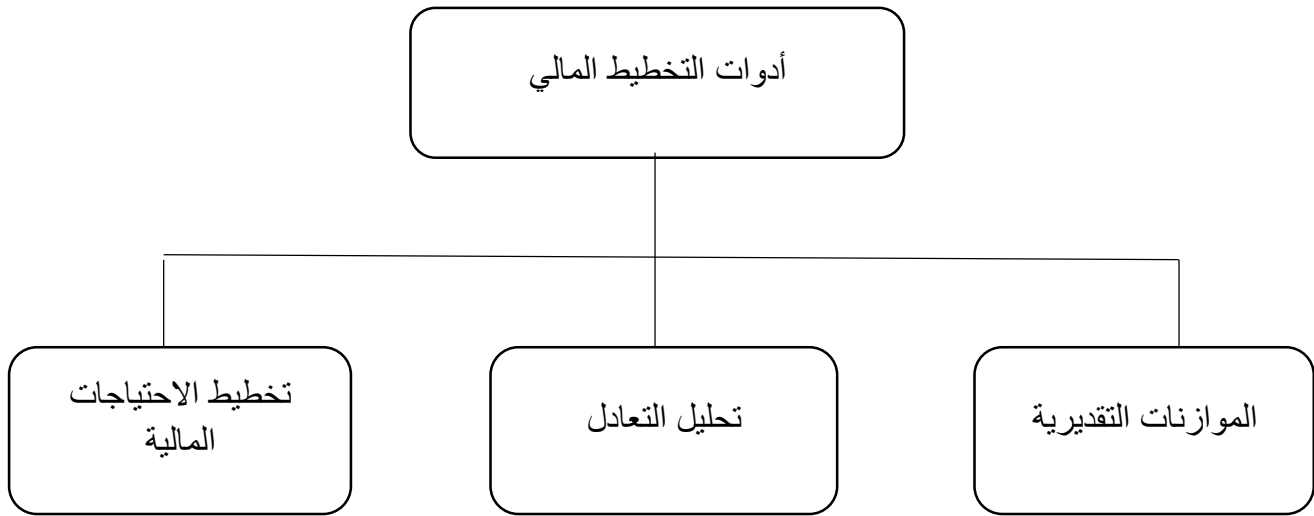 أدوات التخطيط المالي
الموازنات التقديرية
تحليل التعادل
تخطيط الاحتياجات
المالية